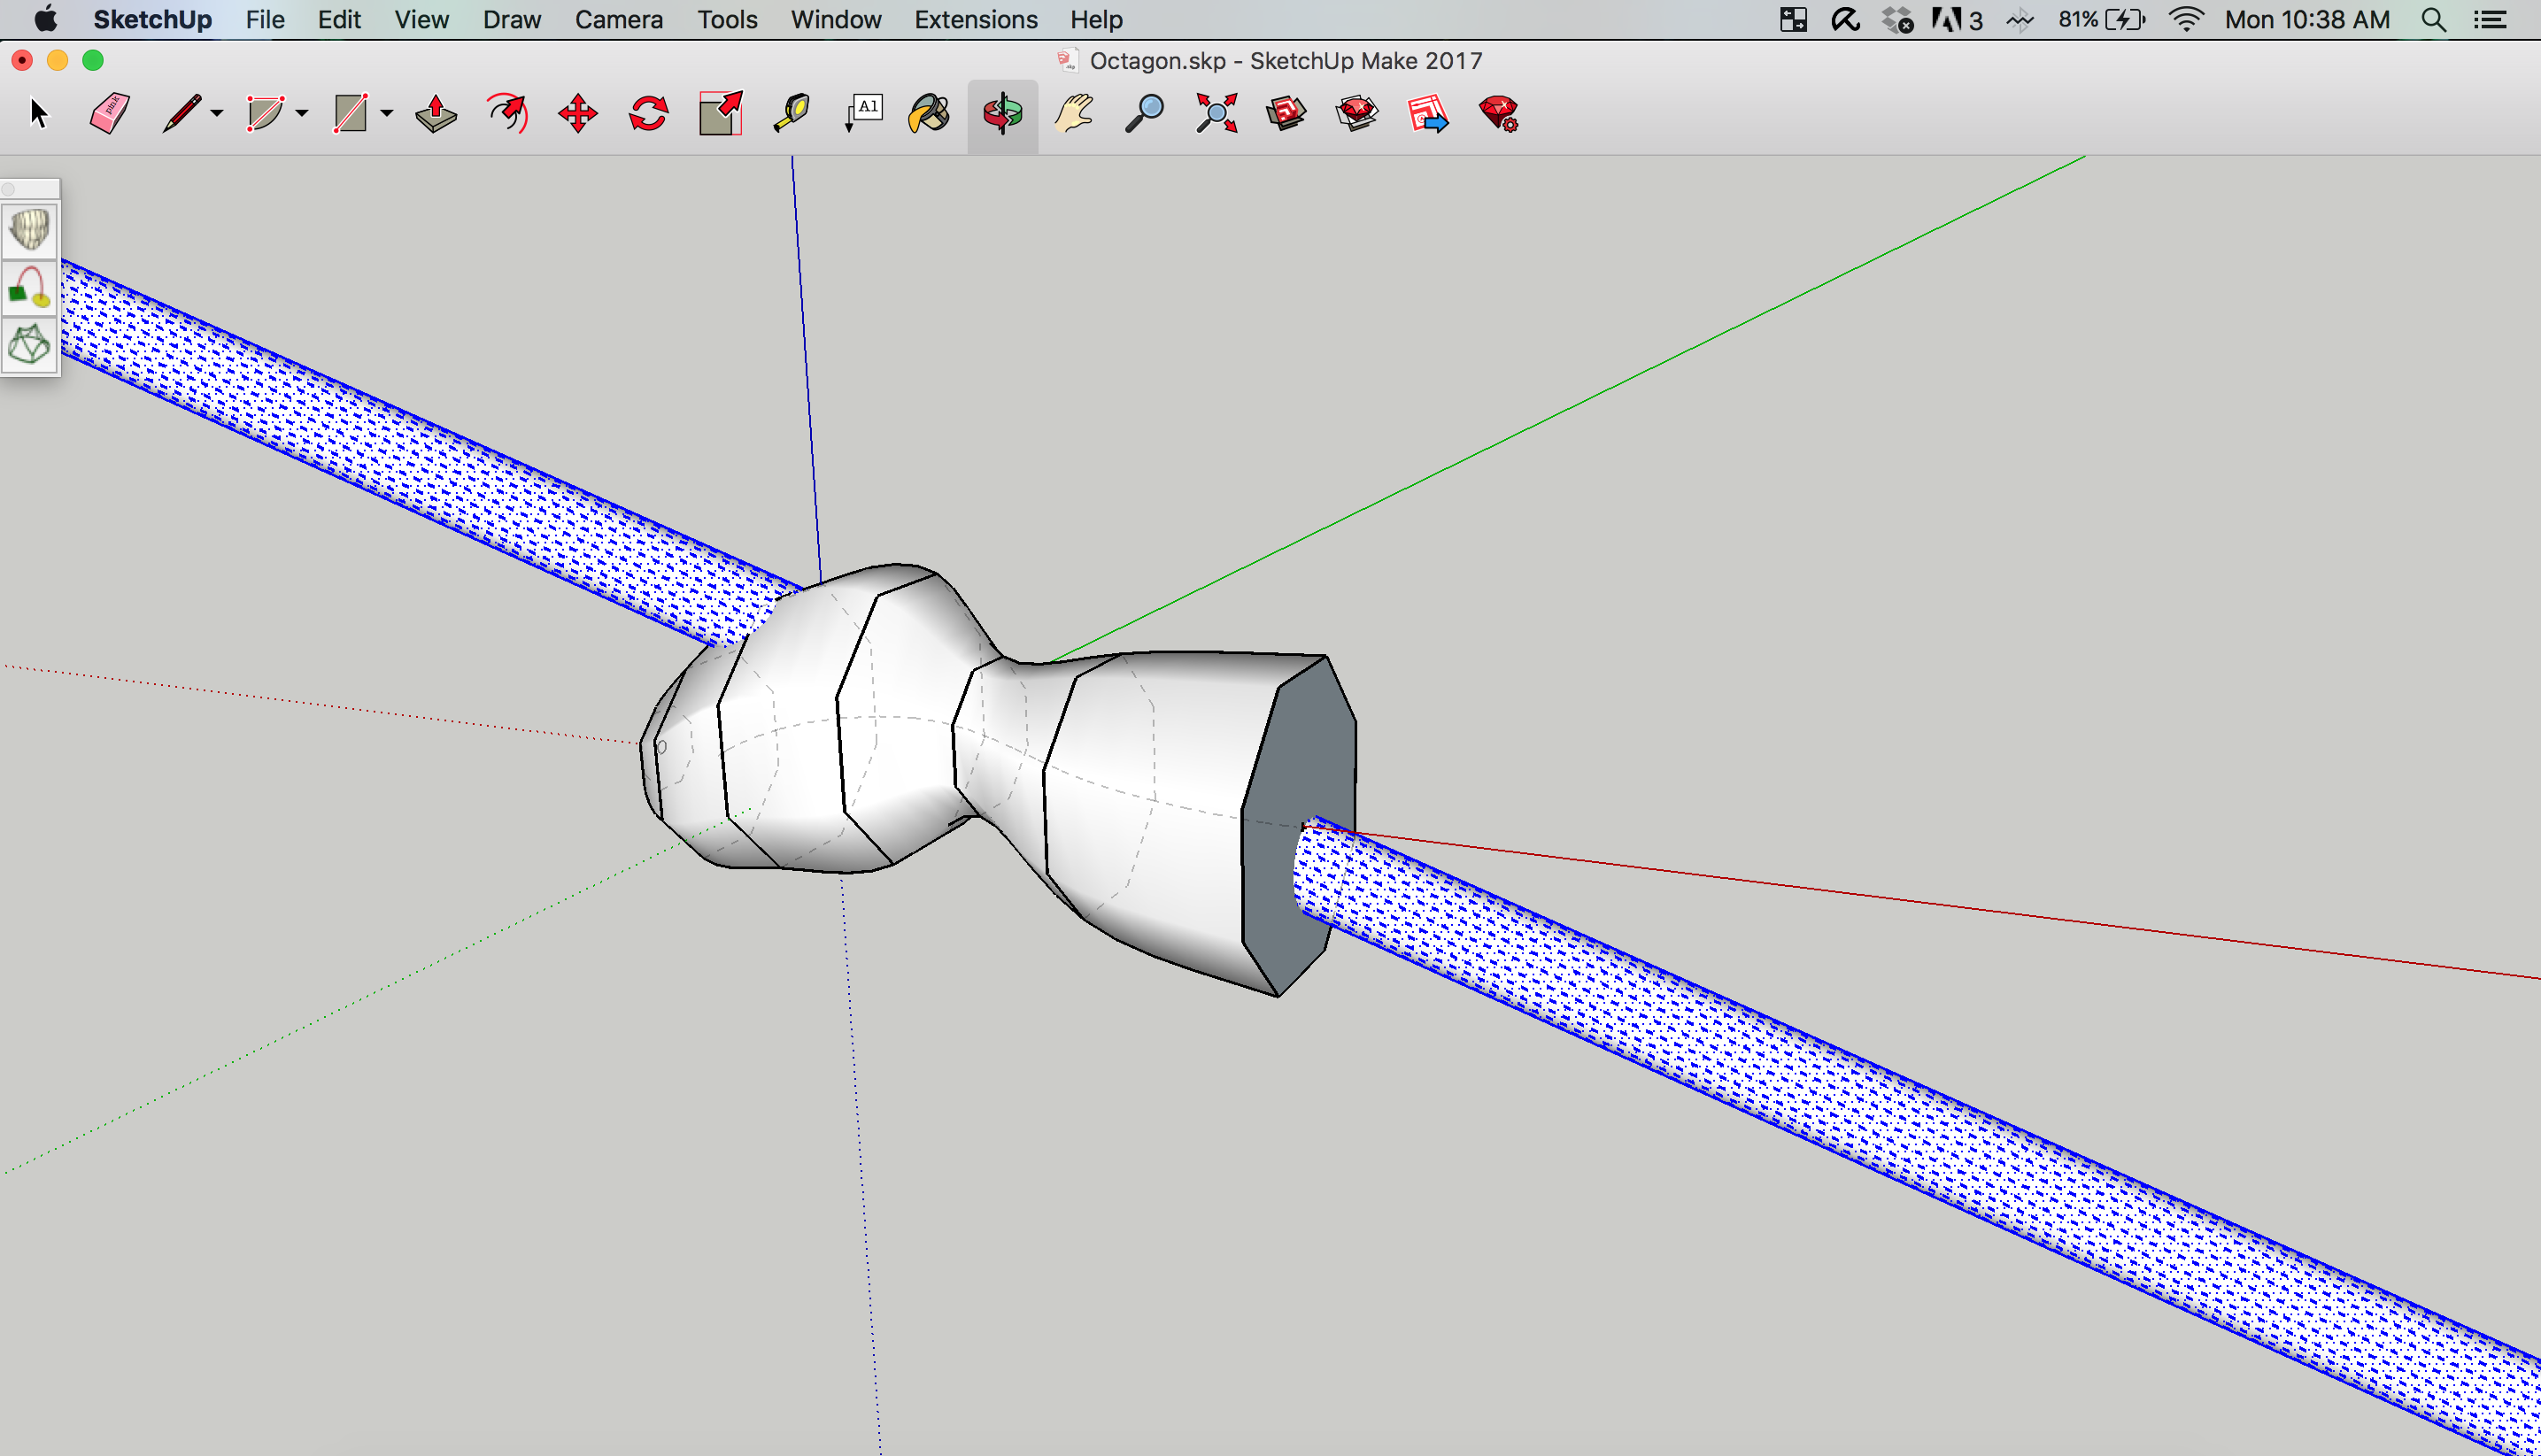 SketchUp File Edit View Draw Camera Tools Window Extensions Help 3 81% Mon 10:38 AM
Octagon.skp - SketchUp Make 2017
A1